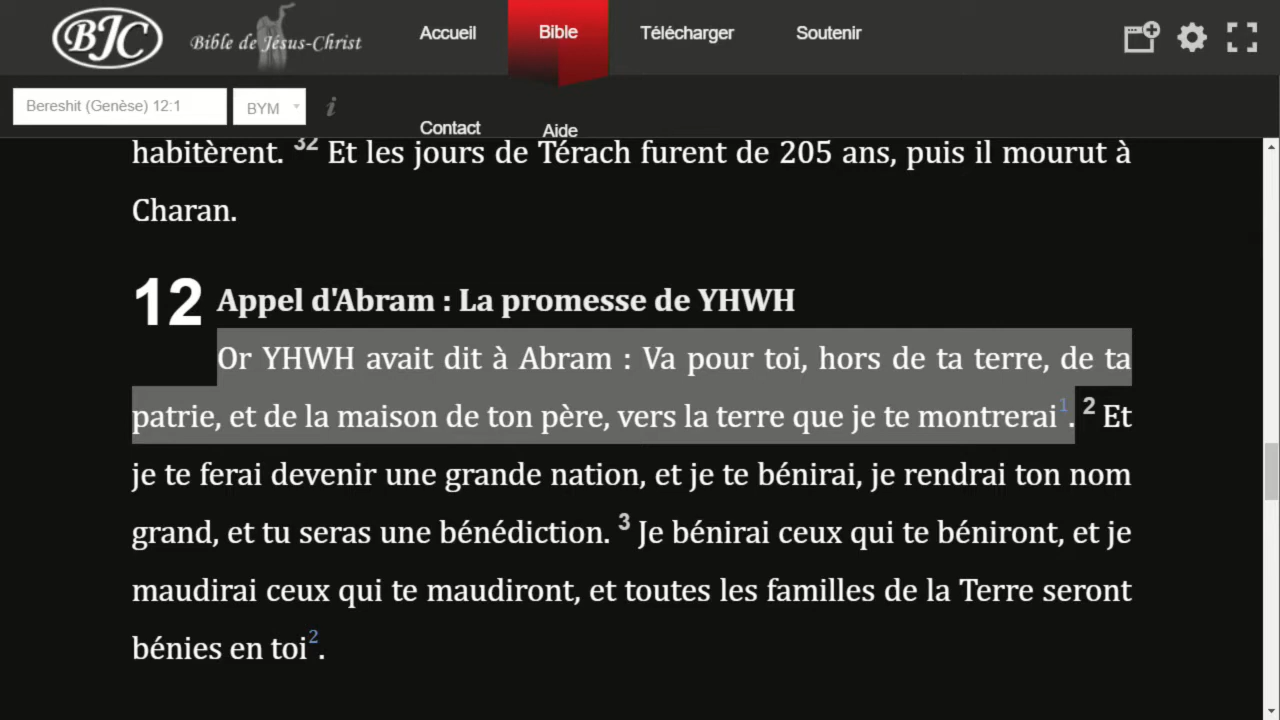 BJC
Bible de Jésus-Christ
Accueil
Bible
Télécharger
Soutenir
Bereshit (Genèse) 12:1
BYM
i
Contact
Aide
habitèrent. 32 Et les jours de Térach furent de 205 ans, puis il mourut à
Charan.
12 Appel d'Abram : La promesse de YHWH
Or YHWH avait dit à Abram : Va pour toi, hors de ta terre, de ta
patrie, et de la maison de ton père, vers la terre que je te montrerai1. 2 Et
je te ferai devenir une grande nation, et je te bénirai, je rendrai ton nom
grand, et tu seras une bénédiction. 3 Je bénirai ceux qui te béniront, et je
maudirai ceux qui te maudiront, et toutes les familles de la Terre seront
bénies en toi2.